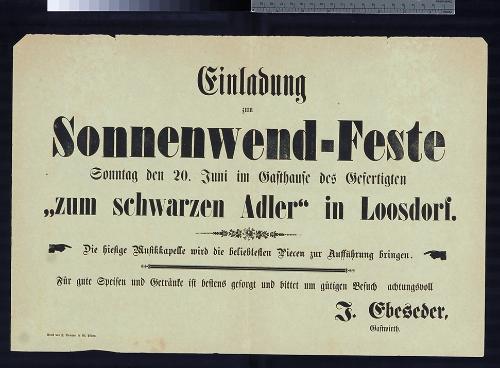 Einladung
zum
Sonnenwend-Feste
Sonntag den 20. Juni im Gasthause des Gefertigten
„zum schwarzen Adler“ in Loosdorf.
Die hiesige Musikkapelle wird die beliebtesten Piecen zur Aufführung bringen.
Für gute Speisen und Getränke ist bestens gesorgt und bittet um gütigen Besuch achtungsvoll
J. Ebeseder,
Gastwirth.